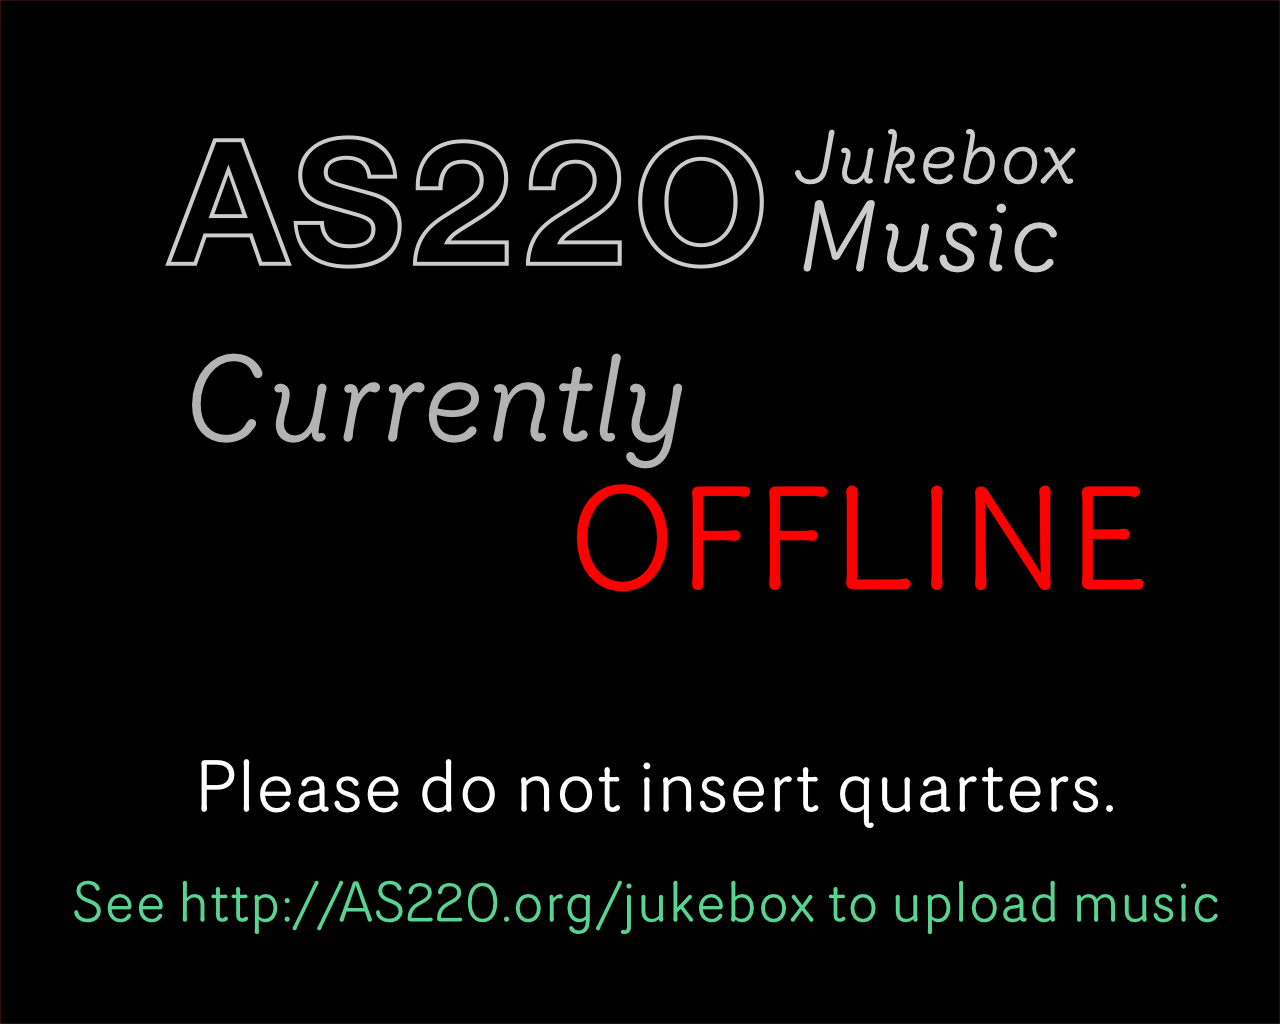 AS220 Jukebox
Music
Currently
OFFLINE
Please do not insert quarters.
See http://AS220.org/jukebox to upload music